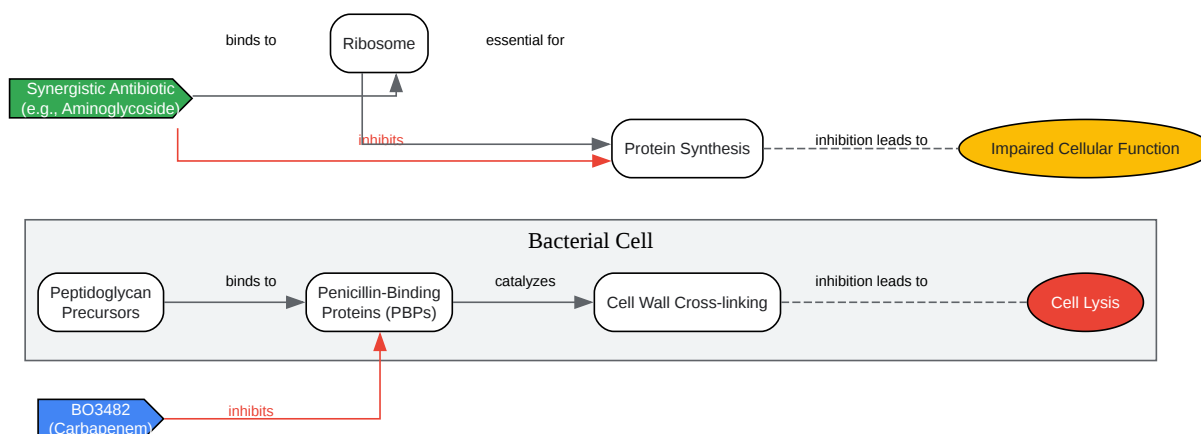 binds to
Ribosome
essential for
Synergistic Antibiotic
(e.g., Aminoglycoside)
inhibits
Protein Synthesis
inhibition leads to
Impaired Cellular Function
Bacterial Cell
Peptidoglycan
Precursors
binds to
Penicillin-Binding
Proteins (PBPs)
catalyzes
Cell Wall Cross-linking
inhibition leads to
Cell Lysis
BO3482
(Carbapenem)
inhibits